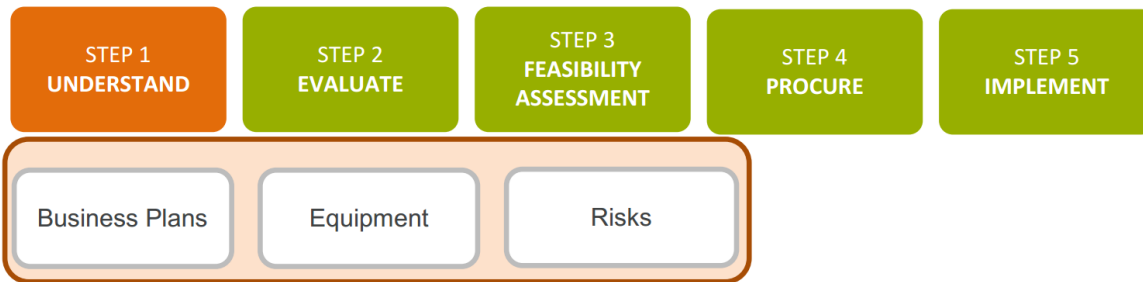 STEP 1
UNDERSTAND
STEP 2
EVALUATE
STEP 3
FEASIBILITY
ASSESSMENT
STEP 4
PROCURE
STEP 5
IMPLEMENT
Business Plans
Equipment
Risks